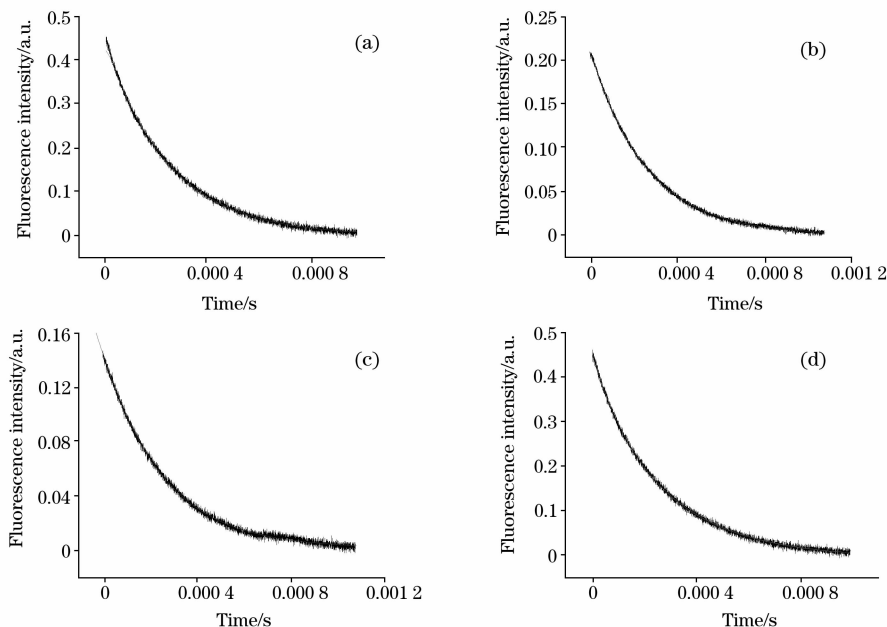 0.5
(a)
0.4
0.3
0.2
0.1
0
Fluorescence intensity/a.u.
0 0.000 4 0.000 8
Time/s
0.25
(b)
0.20
0.15
0.10
0.05
0
Fluorescence intensity/a.u.
0 0.000 4 0.000 8 0.001 2
Time/s
0.16
(c)
0.12
0.08
0.04
0
Fluorescence intensity/a.u.
0 0.000 4 0.000 8 0.001 2
Time/s
0.5
(d)
0.4
0.3
0.2
0.1
0
Fluorescence intensity/a.u.
0 0.000 4 0.000 8
Time/s